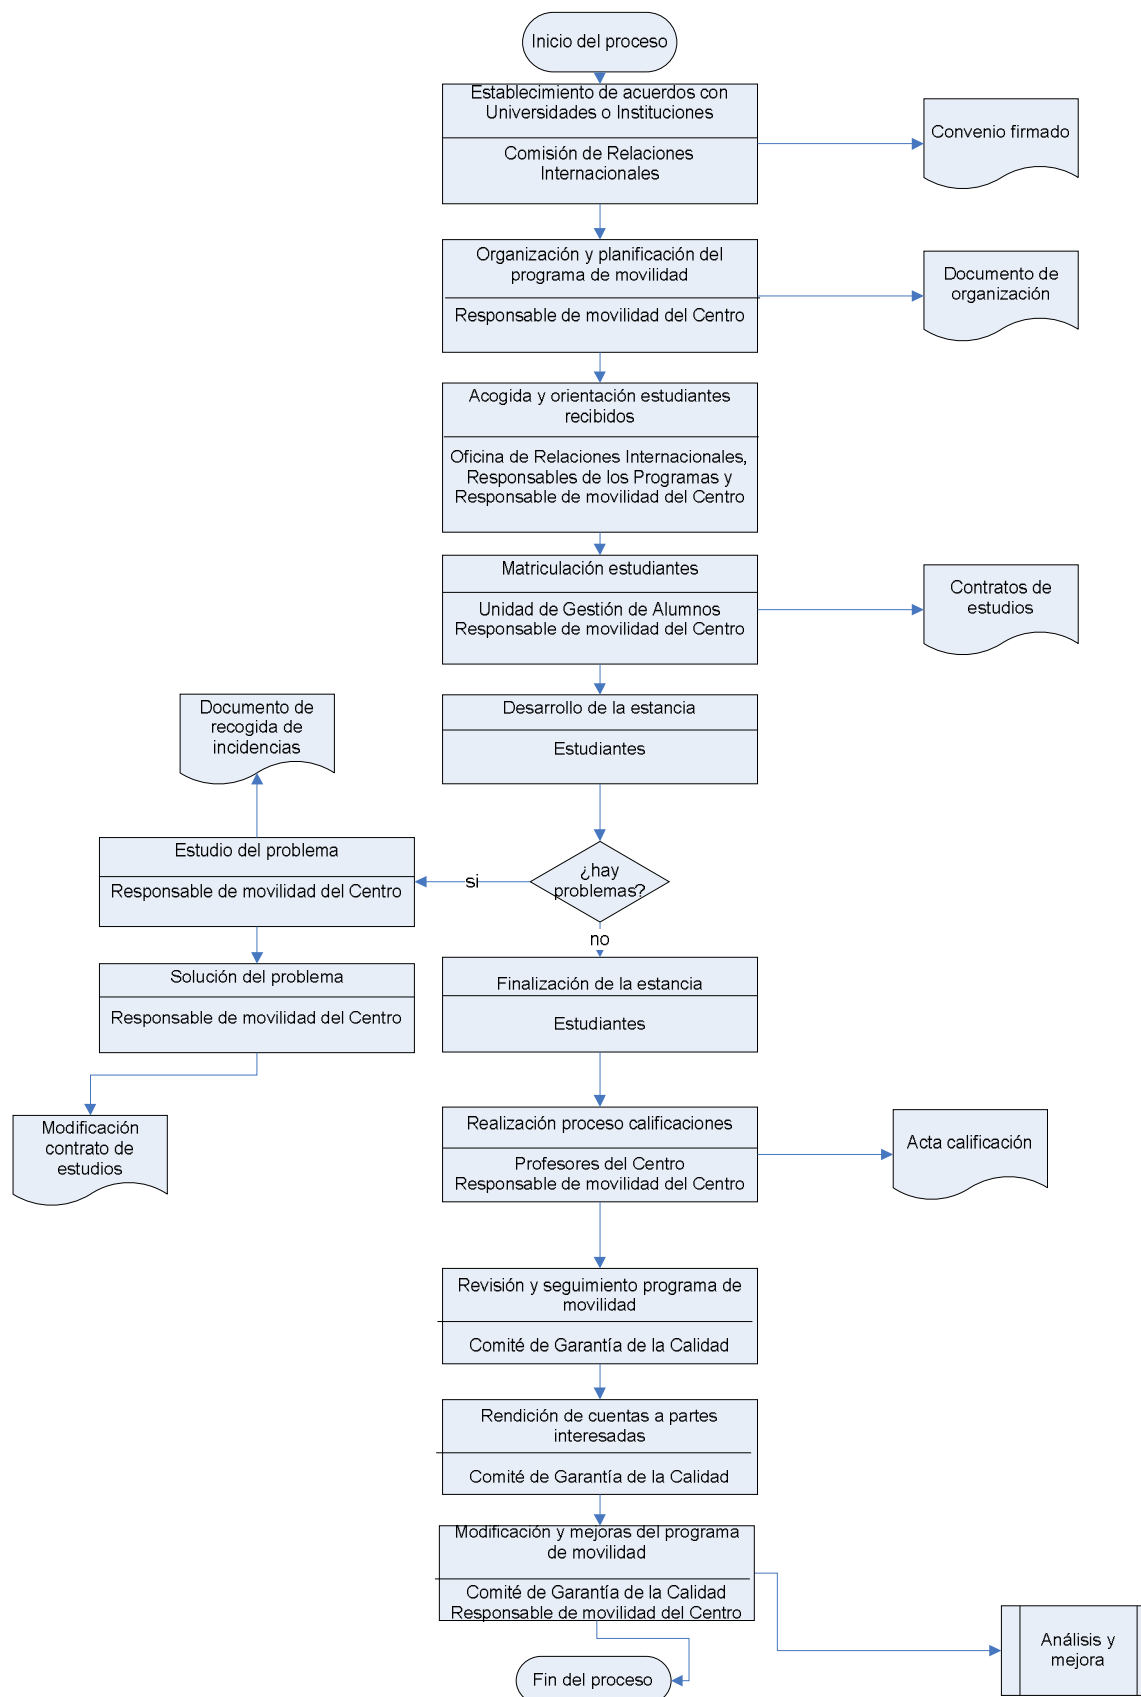 Inicio del proceso
Establecimiento de acuerdos con
Universidades o Instituciones
Comisión de Relaciones
Internacionales
Convenio firmado
Organización y planificación del
programa de movilidad
Responsable de movilidad del Centro
Documento de
organización
Acogida y orientación estudiantes
recibidos
Oficina de Relaciones Internacionales,
Responsables de los Programas y
Responsable de movilidad del Centro
Matriculación estudiantes
Unidad de Gestión de Alumnos
Responsable de movilidad del Centro
Contratos de
estudios
Desarrollo de la estancia
Estudiantes
Documento de
recogida de
incidencias
¿hay
problemas?
si
no
Estudio del problema
Responsable de movilidad del Centro
Solución del problema
Responsable de movilidad del Centro
Modificación
contrato de
estudios
Finalización de la estancia
Estudiantes
Realización proceso calificaciones
Profesores del Centro
Responsable de movilidad del Centro
Acta calificación
Revisión y seguimiento programa de
movilidad
Comité de Garantía de la Calidad
Rendición de cuentas a partes
interesadas
Comité de Garantía de la Calidad
Modificación y mejoras del programa
de movilidad
Comité de Garantía de la Calidad
Responsable de movilidad del Centro
Análisis y
mejora
Fin del proceso